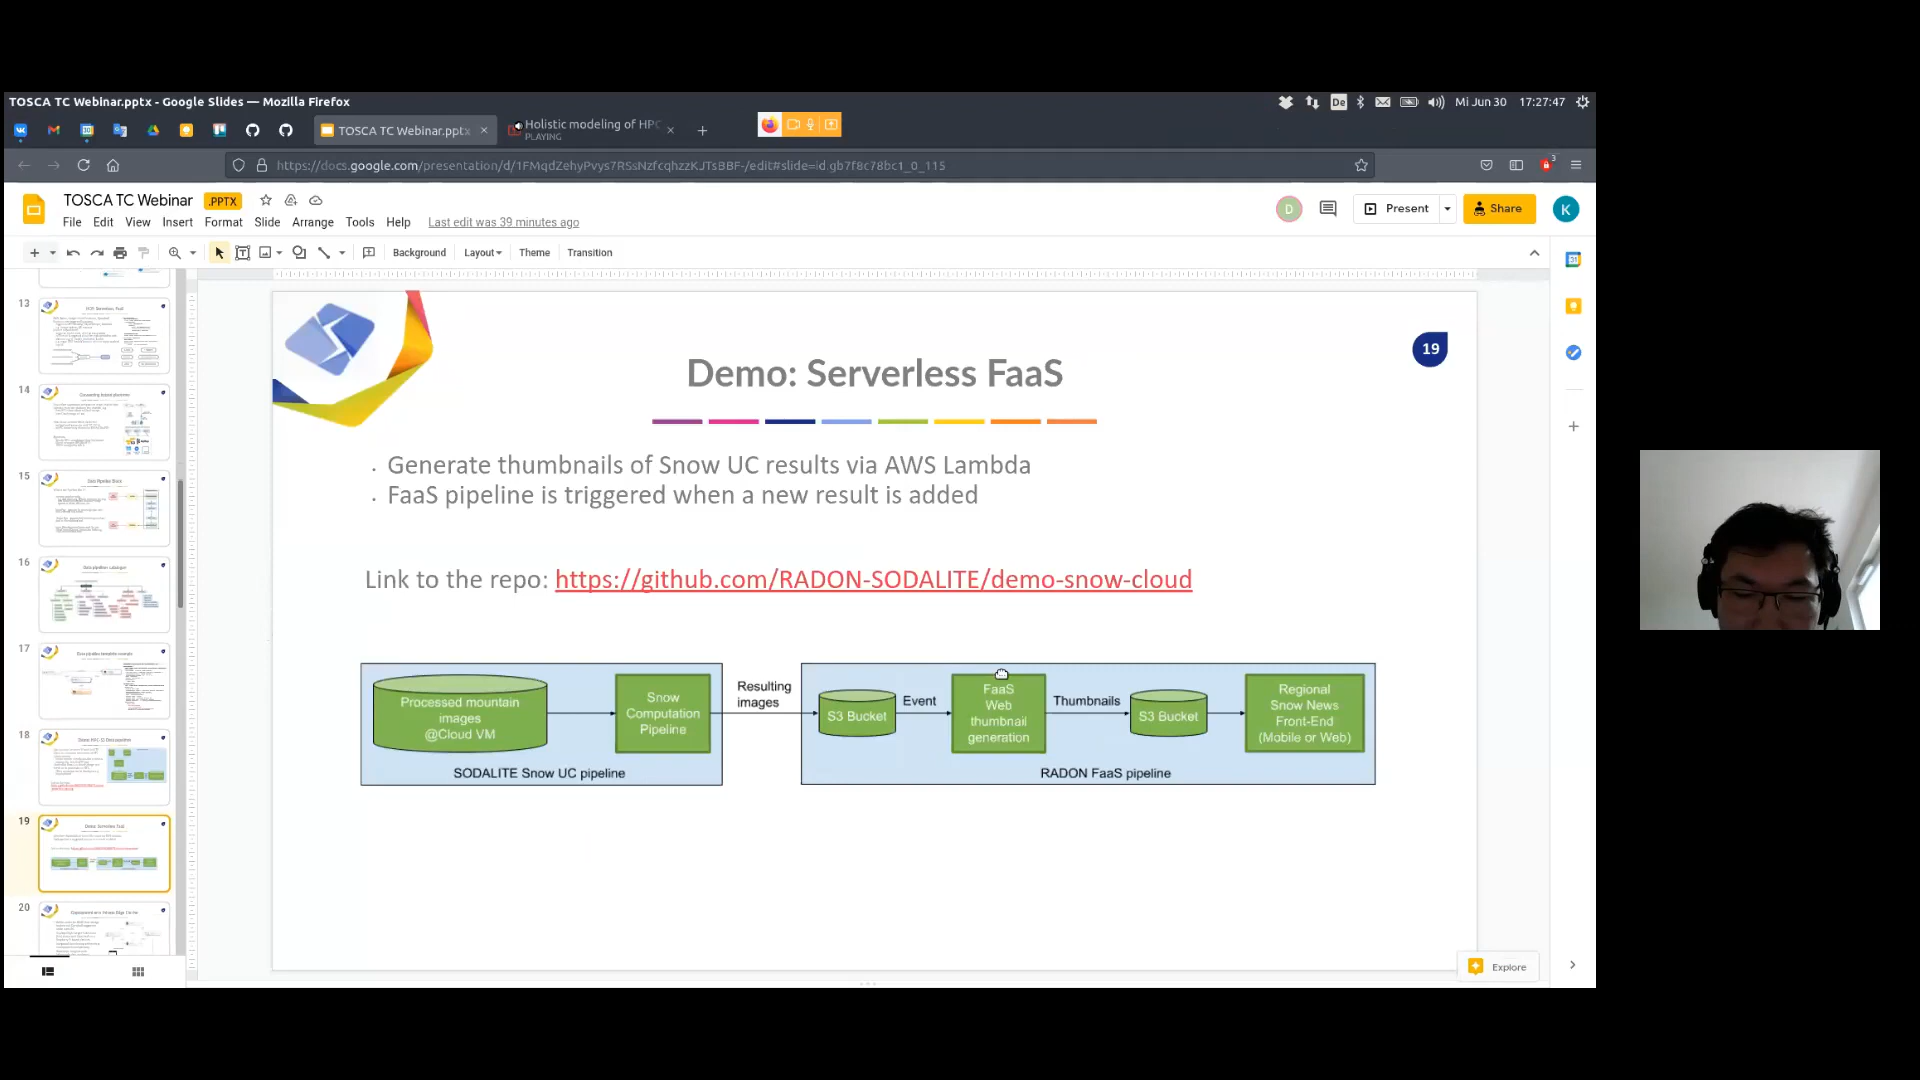 TOSCA TC Webinar.pptx - Google Slides — Mozilla Firefox
De
Mi Jun 30
17:27:47
TOSCA TC Webinar.pptx
Holistic modeling of HPC
PLAYING
https://docs.google.com/presentation/d/1FMqdZehyPvys7RSsNzfcqhzzKJTsBBF-/edit#slide=id.gb7f8c78bc1_0_115
3
TOSCA TC Webinar
.PPTX
D
Present
Share
K
File Edit View Insert Format Slide Arrange Tools Help
Last edit was 39 minutes ago
Background
Layout
Theme
Transition
13
14
15
16
17
18
19
20
19
Demo: Serverless FaaS
Generate thumbnails of Snow UC results via AWS Lambda
FaaS pipeline is triggered when a new result is added
Link to the repo: https://github.com/RADON-SODALITE/demo-snow-cloud
Processed mountain
images
@Cloud VM
Snow
Computation
Pipeline
SODALITE Snow UC pipeline
Resulting
images
S3 Bucket
Event
FaaS
Web
thumbnail
generation
Thumbnails
S3 Bucket
Regional
Snow News
Front-End
(Mobile or Web)
RADON FaaS pipeline
Explore